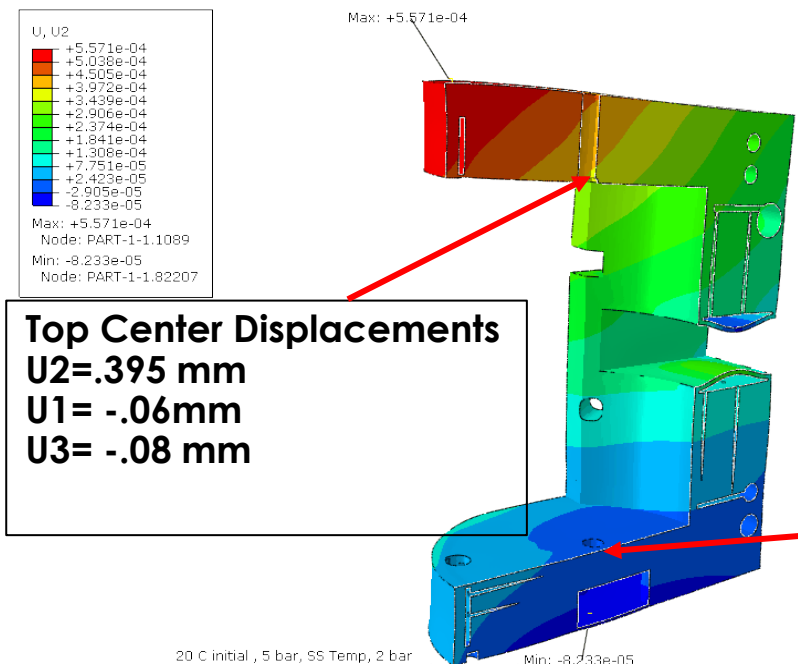 Max: +5.571e-04
U, U2
+5.571e-04
+5.038e-04
+4.505e-04
+3.972e-04
+3.439e-04
+2.906e-04
+2.374e-04
+1.841e-04
+1.308e-04
+7.751e-05
+2.423e-05
-2.905e-05
-8.233e-05
Max: +5.571e-04
Node: PART-1-1.1089
Min: -8.233e-05
Node: PART-1-1.82207
Top Center Displacements
U2=.395 mm
U1= -.06mm
U3= -.08 mm
20 C initial , 5 bar, SS Temp, 2 bar
Min: -8.233e-05